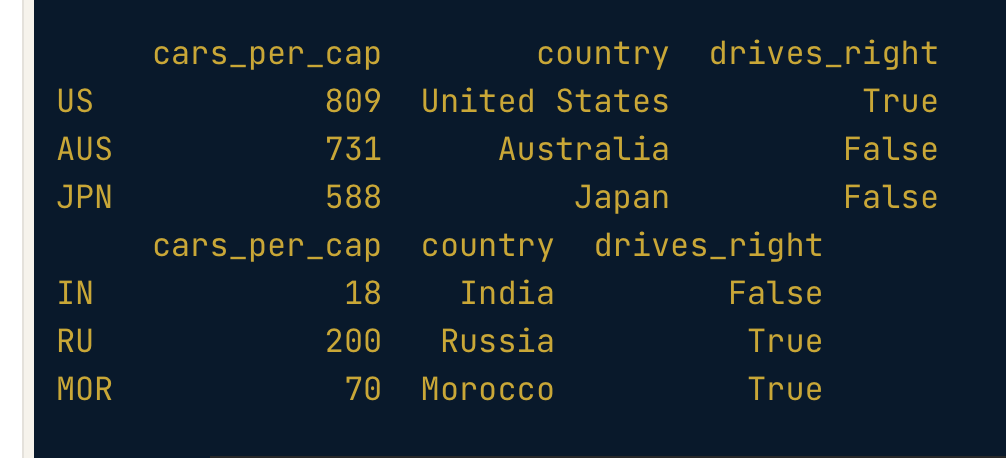 cars_per_cap country drives_right
US 809 United States True
AUS 731 Australia False
JPN 588 Japan False
cars_per_cap country drives_right
IN 18 India False
RU 200 Russia True
MOR 70 Morocco True